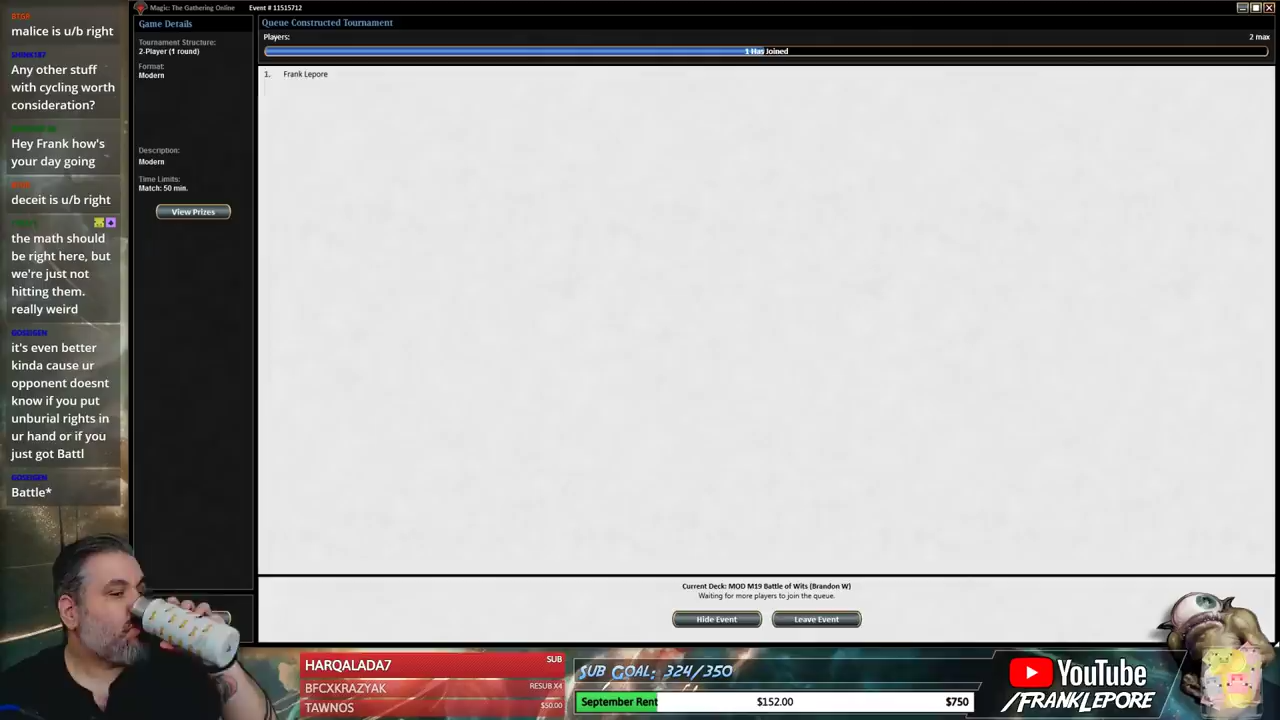 Magic: The Gathering Online Event # 11515712
Game Details
Tournament Structure:
2-Player (1 round)
Format:
Modern
Description:
Modern
Time Limits:
Match: 50 min.
View Prizes
Queue Constructed Tournament
Players:
2 max
1 Has Joined
1. Frank Lepore
Current Deck: MOD M19 Battle of Wits (Brandon W)
Waiting for more players to join the queue.
Hide Event
Leave Event
malice is u/b right
Any other stuff
with cycling worth
consideration?
Hey Frank how's
your day going
deceit is u/b right
the math should
be right here, but
we're just not
hitting them.
really weird
GOSEIGEN
it's even better
kinda cause ur
opponent doesnt
know if you put
unburial rights in
ur hand or if you
just got Battl
GOSEIGEN
Battle*
HARQALADA7 SUB
BFCXKRAZYAK RESUB X4
TAWNOS $50.00
SUB GOAL: 324/350
September Rent $152.00 $750
YouTube
/FRANKLEPORE